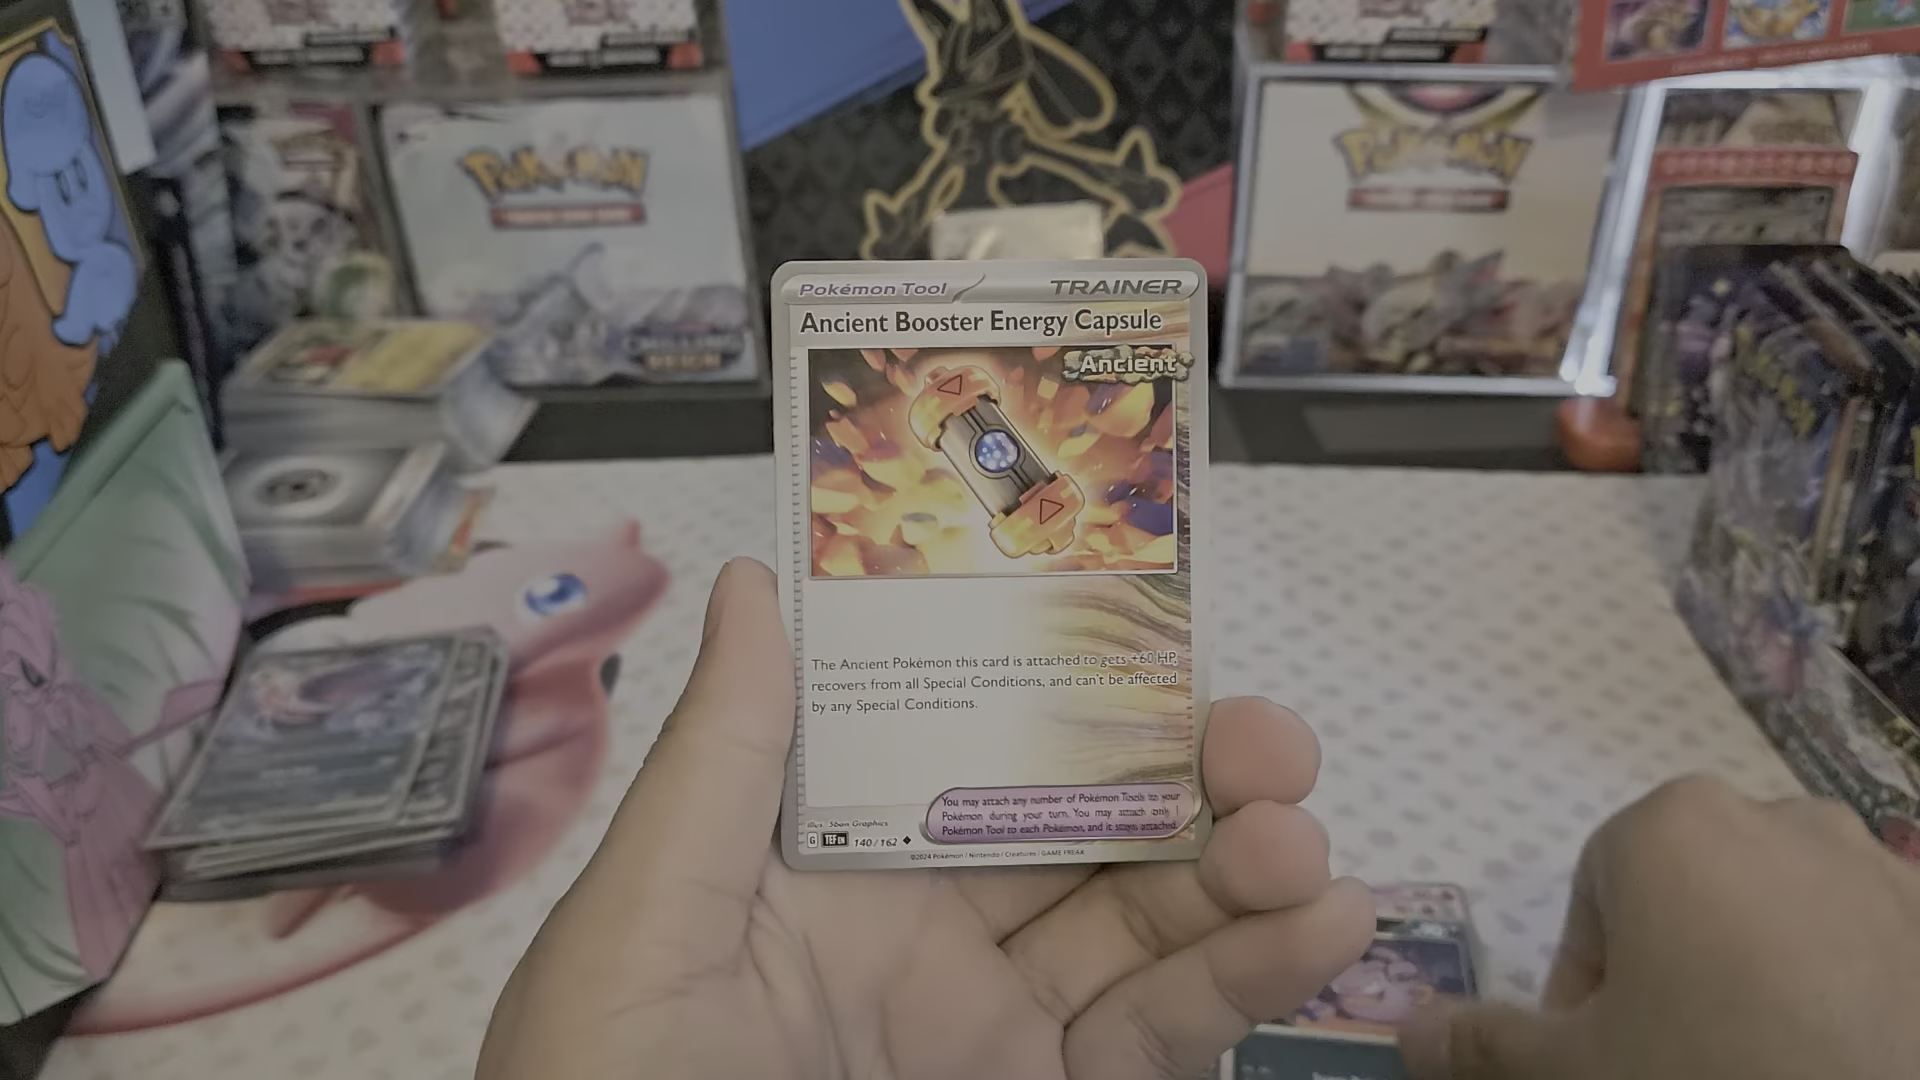 POKéMON
POKéMON
CHILLING
REIGN
Pokémon Tool
TRAINER
Ancient Booster Energy Capsule
Ancient
The Ancient Pokémon this card is attached to gets +60 HP,
recovers from all Special Conditions, and can't be affected
by any Special Conditions.
You may attach any number of Pokémon Tools to your
Pokémon during your turn. You may attach only 1
Pokémon Tool to each Pokémon, and it stays attached.
Illus. 5ban Graphics
G TEF EN 140/162
©2024 Pokémon / Nintendo / Creatures / GAME FREAK